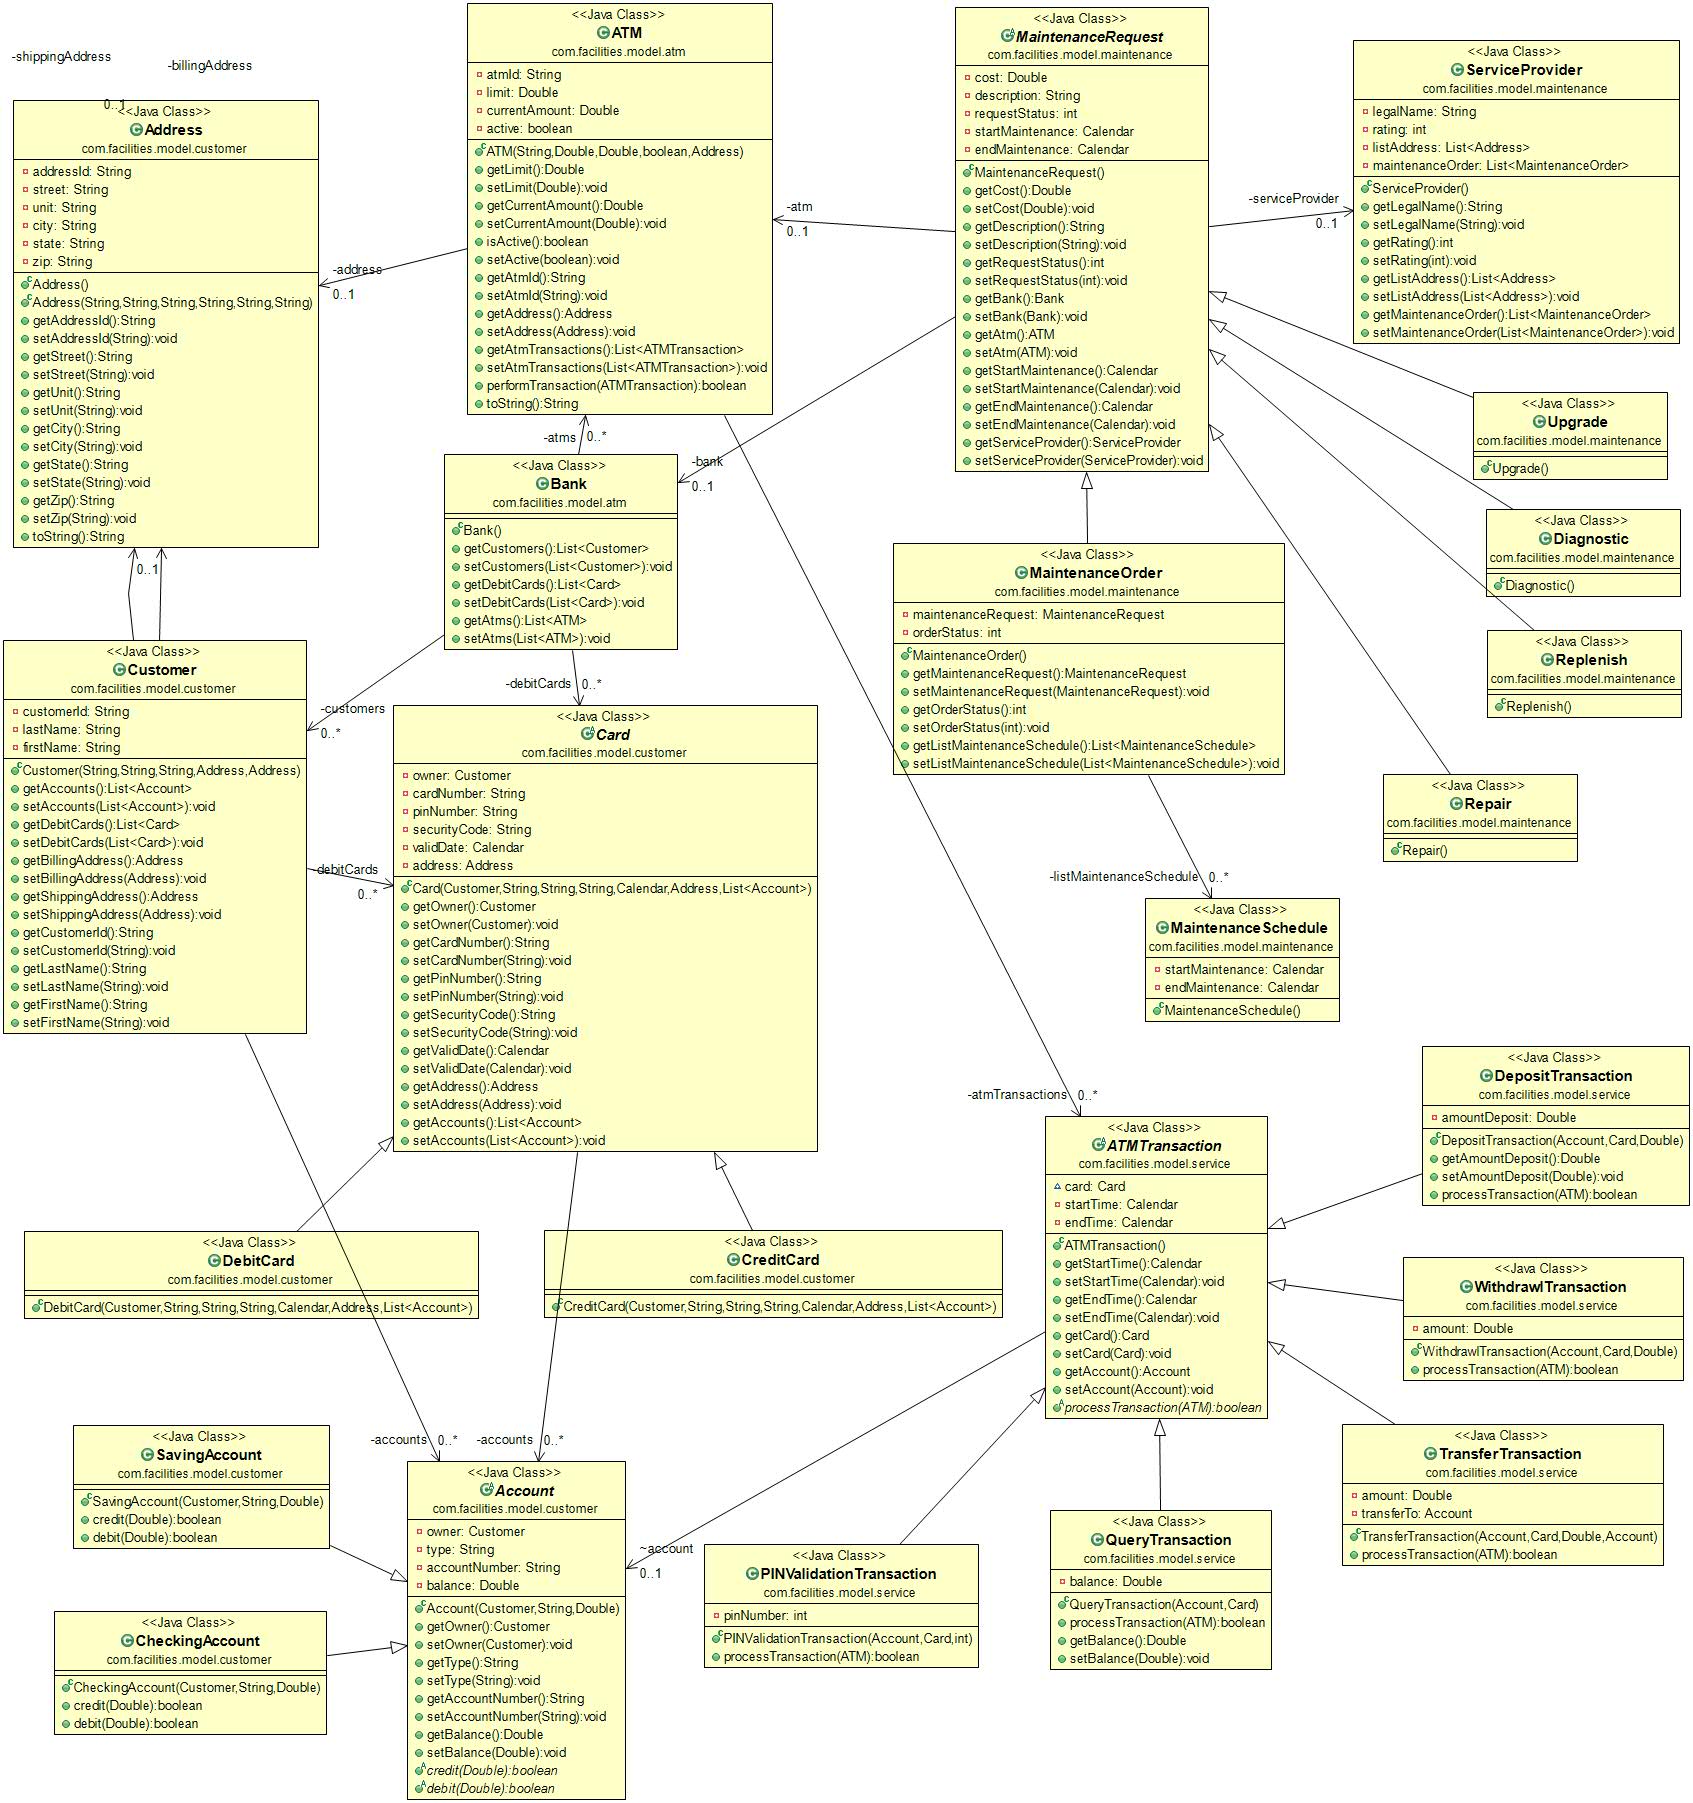 -shippingAddress
-billingAddress
0..1
<<Java Class>>
Address
com.facilities.model.customer
addressId: String
street: String
unit: String
city: String
state: String
zip: String
Address()
Address(String,String,String,String,String,String)
getAddressId():String
setAddressId(String):void
getStreet():String
setStreet(String):void
getUnit():String
setUnit(String):void
getCity():String
setCity(String):void
getState():String
setState(String):void
getZip():String
setZip(String):void
toString():String
0..1
<<Java Class>>
ATM
com.facilities.model.atm
atmId: String
limit: Double
currentAmount: Double
active: boolean
ATM(String,Double,Double,boolean,Address)
getLimit():Double
setLimit(Double):void
getCurrentAmount():Double
setCurrentAmount(Double):void
isActive():boolean
setActive(boolean):void
getAtmId():String
setAtmId(String):void
getAddress():Address
setAddress(Address):void
getAtmTransactions():List<ATMTransaction>
setAtmTransactions(List<ATMTransaction>):void
performTransaction(ATMTransaction):boolean
toString():String
-address
0..1
-atm
0..1
<<Java Class>>
MaintenanceRequest
com.facilities.model.maintenance
cost: Double
description: String
requestStatus: int
startMaintenance: Calendar
endMaintenance: Calendar
MaintenanceRequest()
getCost():Double
setCost(Double):void
getDescription():String
setDescription(String):void
getRequestStatus():int
setRequestStatus(int):void
getBank():Bank
setBank(Bank):void
getAtm():ATM
setAtm(ATM):void
getStartMaintenance():Calendar
setStartMaintenance(Calendar):void
getEndMaintenance():Calendar
setEndMaintenance(Calendar):void
getServiceProvider():ServiceProvider
setServiceProvider(ServiceProvider):void
-serviceProvider
0..1
<<Java Class>>
ServiceProvider
com.facilities.model.maintenance
legalName: String
rating: int
listAddress: List<Address>
maintenanceOrder: List<MaintenanceOrder>
ServiceProvider()
getLegalName():String
setLegalName(String):void
getRating():int
setRating(int):void
getListAddress():List<Address>
setListAddress(List<Address>):void
getMaintenanceOrder():List<MaintenanceOrder>
setMaintenanceOrder(List<MaintenanceOrder>):void
<<Java Class>>
Upgrade
com.facilities.model.maintenance
Upgrade()
<<Java Class>>
Diagnostic
com.facilities.model.maintenance
Diagnostic()
<<Java Class>>
Replenish
com.facilities.model.maintenance
Replenish()
<<Java Class>>
Repair
com.facilities.model.maintenance
Repair()
-atms 0..*
-bank
0..1
<<Java Class>>
Bank
com.facilities.model.atm
Bank()
getCustomers():List<Customer>
setCustomers(List<Customer>):void
getDebitCards():List<Card>
setDebitCards(List<Card>):void
getAtms():List<ATM>
setAtms(List<ATM>):void
-debitCards 0..*
-customers
0..*
<<Java Class>>
MaintenanceOrder
com.facilities.model.maintenance
maintenanceRequest: MaintenanceRequest
orderStatus: int
MaintenanceOrder()
getMaintenanceRequest():MaintenanceRequest
setMaintenanceRequest(MaintenanceRequest):void
getOrderStatus():int
setOrderStatus(int):void
getListMaintenanceSchedule():List<MaintenanceSchedule>
setListMaintenanceSchedule(List<MaintenanceSchedule>):void
-listMaintenanceSchedule 0..*
<<Java Class>>
MaintenanceSchedule
com.facilities.model.maintenance
startMaintenance: Calendar
endMaintenance: Calendar
MaintenanceSchedule()
<<Java Class>>
Customer
com.facilities.model.customer
customerId: String
lastName: String
firstName: String
Customer(String,String,String,Address,Address)
getAccounts():List<Account>
setAccounts(List<Account>):void
getDebitCards():List<Card>
setDebitCards(List<Card>):void
getBillingAddress():Address
setBillingAddress(Address):void
getShippingAddress():Address
setShippingAddress(Address):void
getCustomerId():String
setCustomerId(String):void
getLastName():String
setLastName(String):void
getFirstName():String
setFirstName(String):void
-debitCards
0..*
<<Java Class>>
Card
com.facilities.model.customer
owner: Customer
cardNumber: String
pinNumber: String
securityCode: String
validDate: Calendar
address: Address
Card(Customer,String,String,String,Calendar,Address,List<Account>)
getOwner():Customer
setOwner(Customer):void
getCardNumber():String
setCardNumber(String):void
getPinNumber():String
setPinNumber(String):void
getSecurityCode():String
setSecurityCode(String):void
getValidDate():Calendar
setValidDate(Calendar):void
getAddress():Address
setAddress(Address):void
getAccounts():List<Account>
setAccounts(List<Account>):void
<<Java Class>>
DebitCard
com.facilities.model.customer
DebitCard(Customer,String,String,String,Calendar,Address,List<Account>)
<<Java Class>>
CreditCard
com.facilities.model.customer
CreditCard(Customer,String,String,String,Calendar,Address,List<Account>)
-atmTransactions 0..*
<<Java Class>>
ATMTransaction
com.facilities.model.service
card: Card
startTime: Calendar
endTime: Calendar
ATMTransaction()
getStartTime():Calendar
setStartTime(Calendar):void
getEndTime():Calendar
setEndTime(Calendar):void
getCard():Card
setCard(Card):void
getAccount():Account
setAccount(Account):void
processTransaction(ATM):boolean
<<Java Class>>
DepositTransaction
com.facilities.model.service
amountDeposit: Double
DepositTransaction(Account,Card,Double)
getAmountDeposit():Double
setAmountDeposit(Double):void
processTransaction(ATM):boolean
<<Java Class>>
WithdrawlTransaction
com.facilities.model.service
amount: Double
WithdrawlTransaction(Account,Card,Double)
processTransaction(ATM):boolean
<<Java Class>>
TransferTransaction
com.facilities.model.service
amount: Double
transferTo: Account
TransferTransaction(Account,Card,Double,Account)
processTransaction(ATM):boolean
<<Java Class>>
QueryTransaction
com.facilities.model.service
balance: Double
QueryTransaction(Account,Card)
processTransaction(ATM):boolean
getBalance():Double
setBalance(Double):void
<<Java Class>>
PINValidationTransaction
com.facilities.model.service
pinNumber: int
PINValidationTransaction(Account,Card,int)
processTransaction(ATM):boolean
-accounts 0..*
-accounts 0..*
~account
0..1
<<Java Class>>
SavingAccount
com.facilities.model.customer
SavingAccount(Customer,String,Double)
credit(Double):boolean
debit(Double):boolean
<<Java Class>>
CheckingAccount
com.facilities.model.customer
CheckingAccount(Customer,String,Double)
credit(Double):boolean
debit(Double):boolean
<<Java Class>>
Account
com.facilities.model.customer
owner: Customer
type: String
accountNumber: String
balance: Double
Account(Customer,String,Double)
getOwner():Customer
setOwner(Customer):void
getType():String
setType(String):void
getAccountNumber():String
setAccountNumber(String):void
getBalance():Double
setBalance(Double):void
credit(Double):boolean
debit(Double):boolean